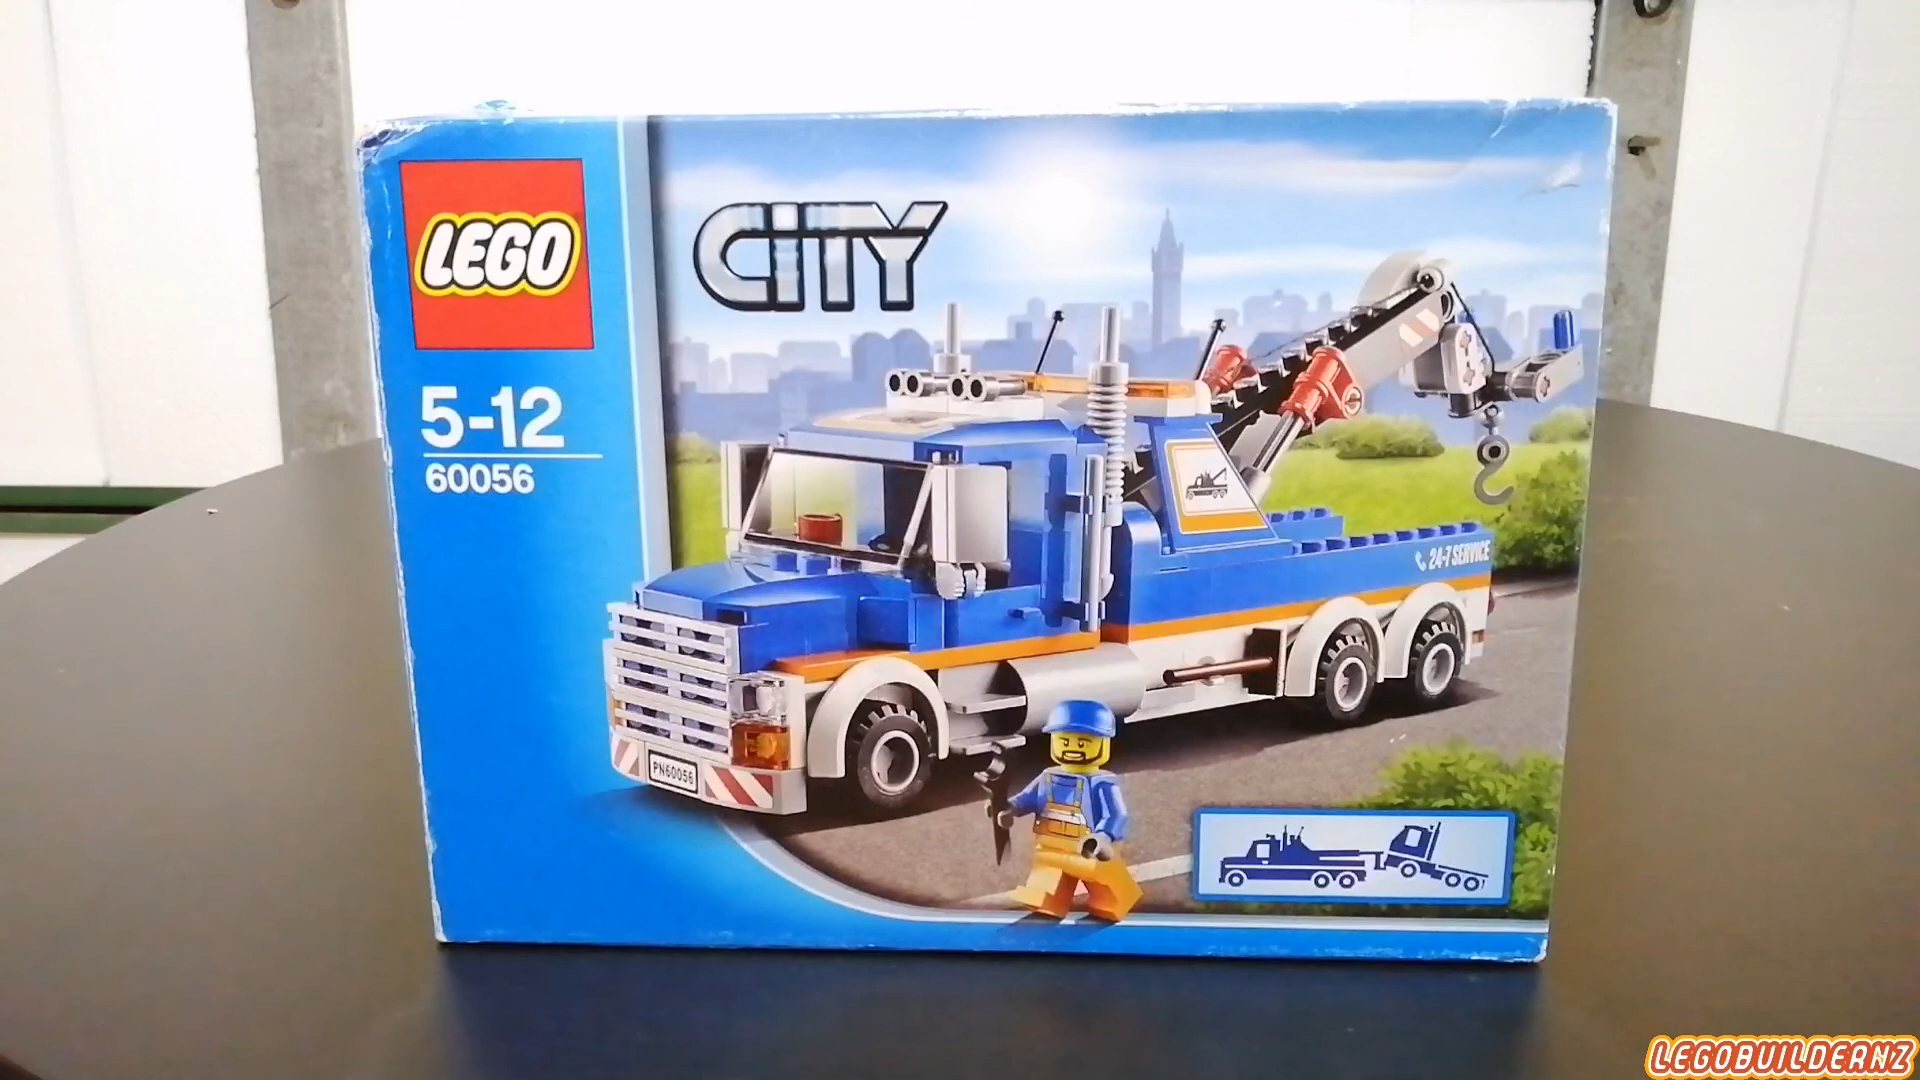 LEGO
CITY
5-12
60056
24-7 SERVICE
PN60056
LEGOBUILDERNZ